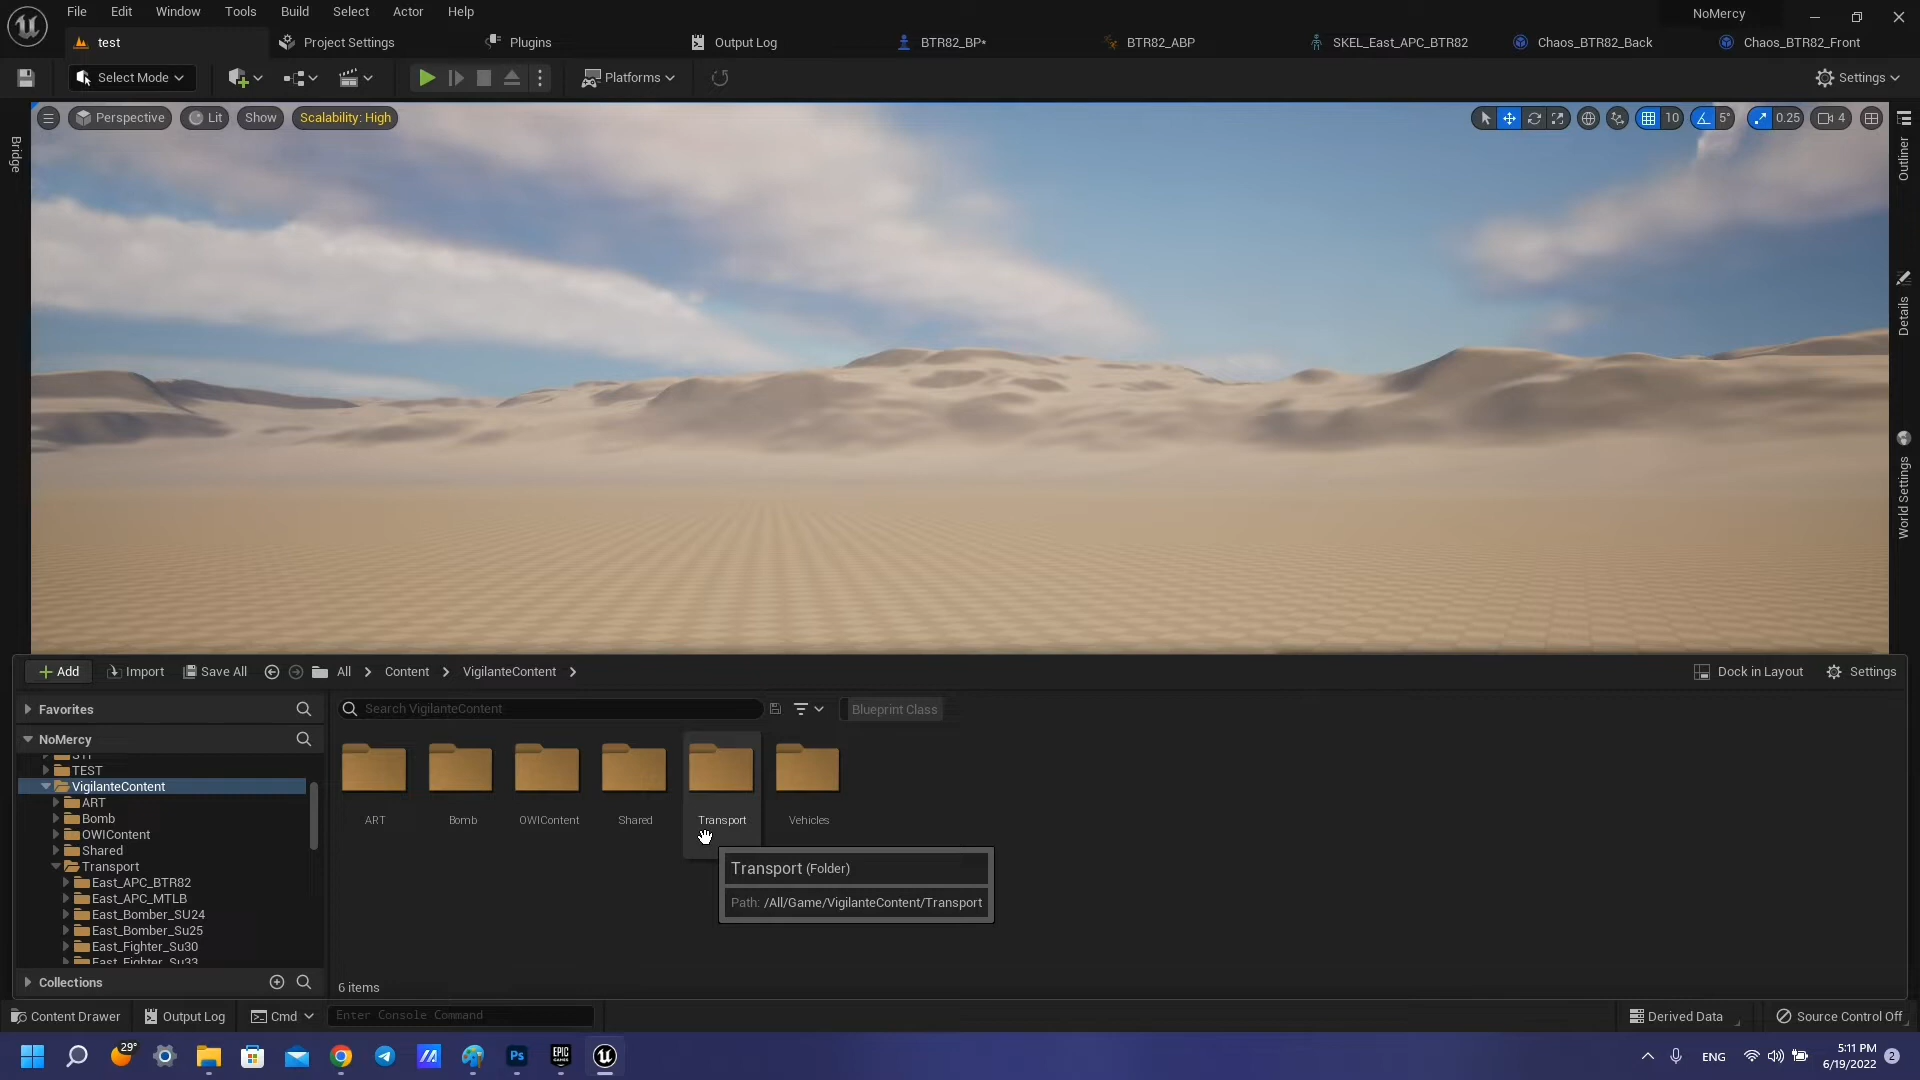 File Edit Window Tools Build Select Actor Help
NoMercy
test
Project Settings
Plugins
Output Log
BTR82_BP*
BTR82_ABP
SKEL_East_APC_BTR82
Chaos_BTR82_Back
Chaos_BTR82_Front
Select Mode
Platforms
Settings
Perspective
Lit
Show
Scalability: High
10
5°
0.25
4
Bridge
Outliner
Details
World Settings
Add
Import
Save All
All
Content
VigilanteContent
Dock in Layout
Settings
Favorites
Search VigilanteContent
Blueprint Class
NoMercy
TEST
VigilanteContent
ART
Bomb
OWIContent
Shared
Transport
East_APC_BTR82
East_APC_MTLB
East_Bomber_SU24
East_Bomber_Su25
East_Fighter_Su30
East_Fighter_Su33
ART
Bomb
OWIContent
Shared
Transport
Vehicles
Transport (Folder)
Path: /All/Game/VigilanteContent/Transport
Collections
6 items
Content Drawer
Output Log
Cmd
Enter Console Command
Derived Data
Source Control Off
29°
Ps
EPIC
GAMES
ENG
5:11 PM
6/19/2022
2